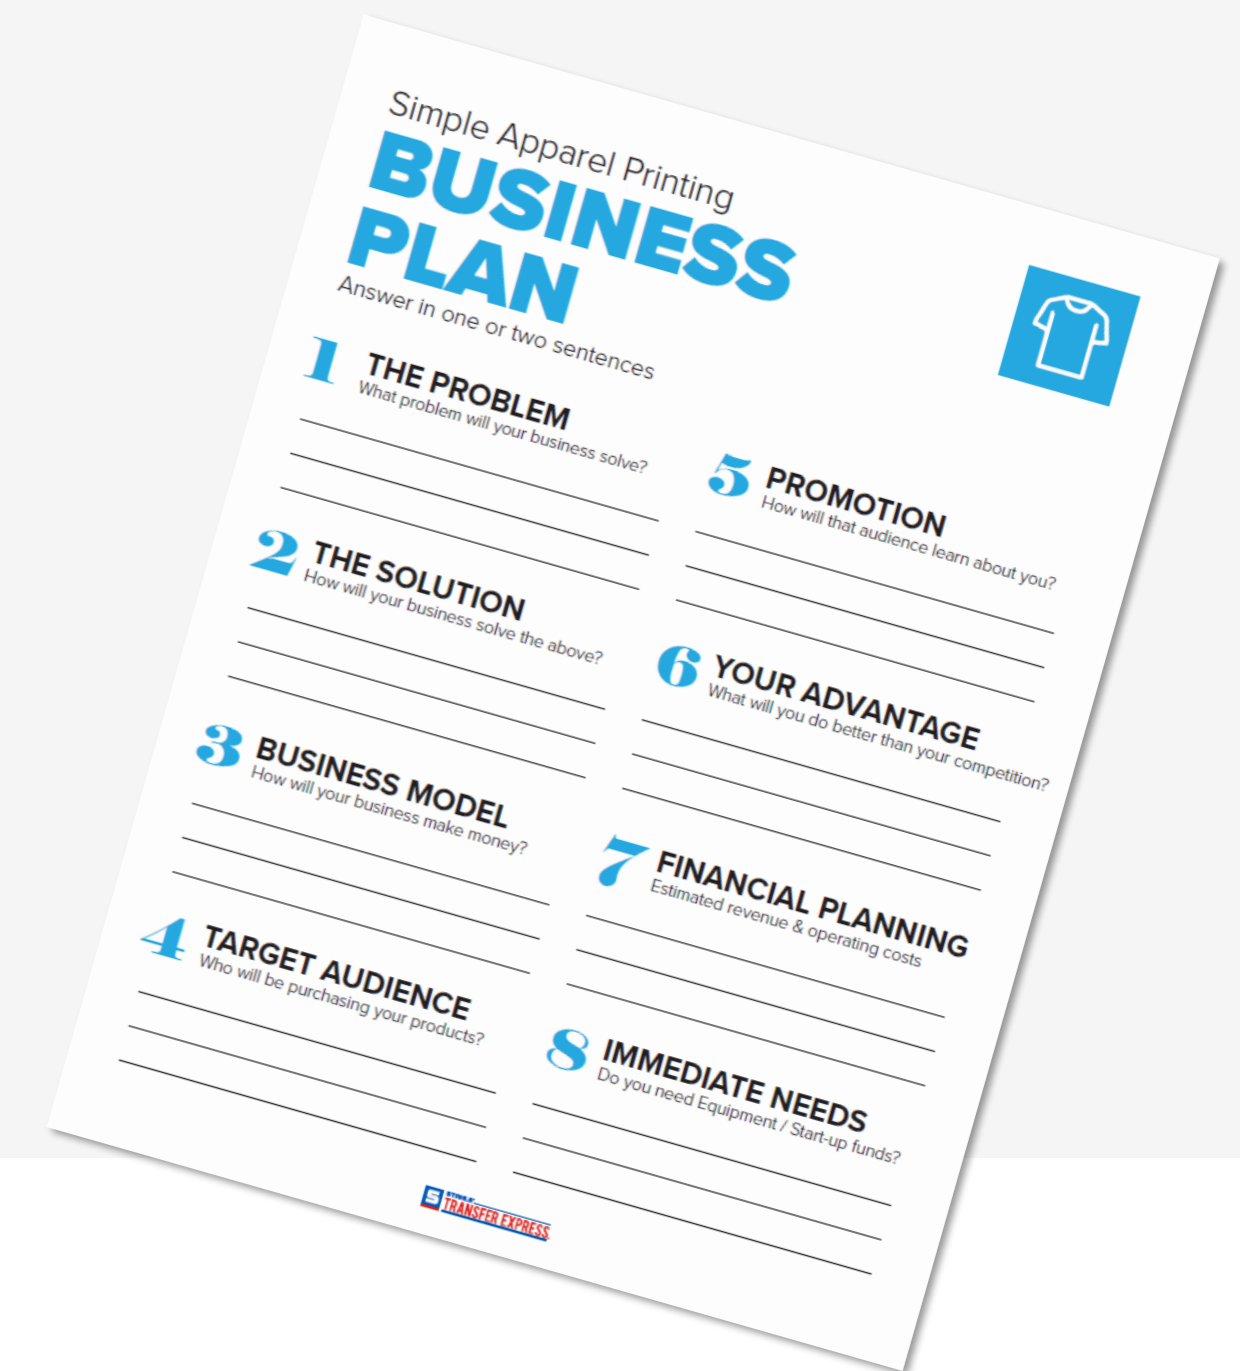 Simple Apparel Printing
BUSINESS
PLAN
Answer in one or two sentences
1 THE PROBLEM
What problem will your business solve?
2 THE SOLUTION
How will your business solve the above?
3 BUSINESS MODEL
How will your business make money?
4 TARGET AUDIENCE
Who will be purchasing your products?
5 PROMOTION
How will that audience learn about you?
6 YOUR ADVANTAGE
What will you do better than your competition?
7 FINANCIAL PLANNING
Estimated revenue & operating costs
8 IMMEDIATE NEEDS
Do you need Equipment / Start-up funds?
S STAHLS'
TRANSFER EXPRESS